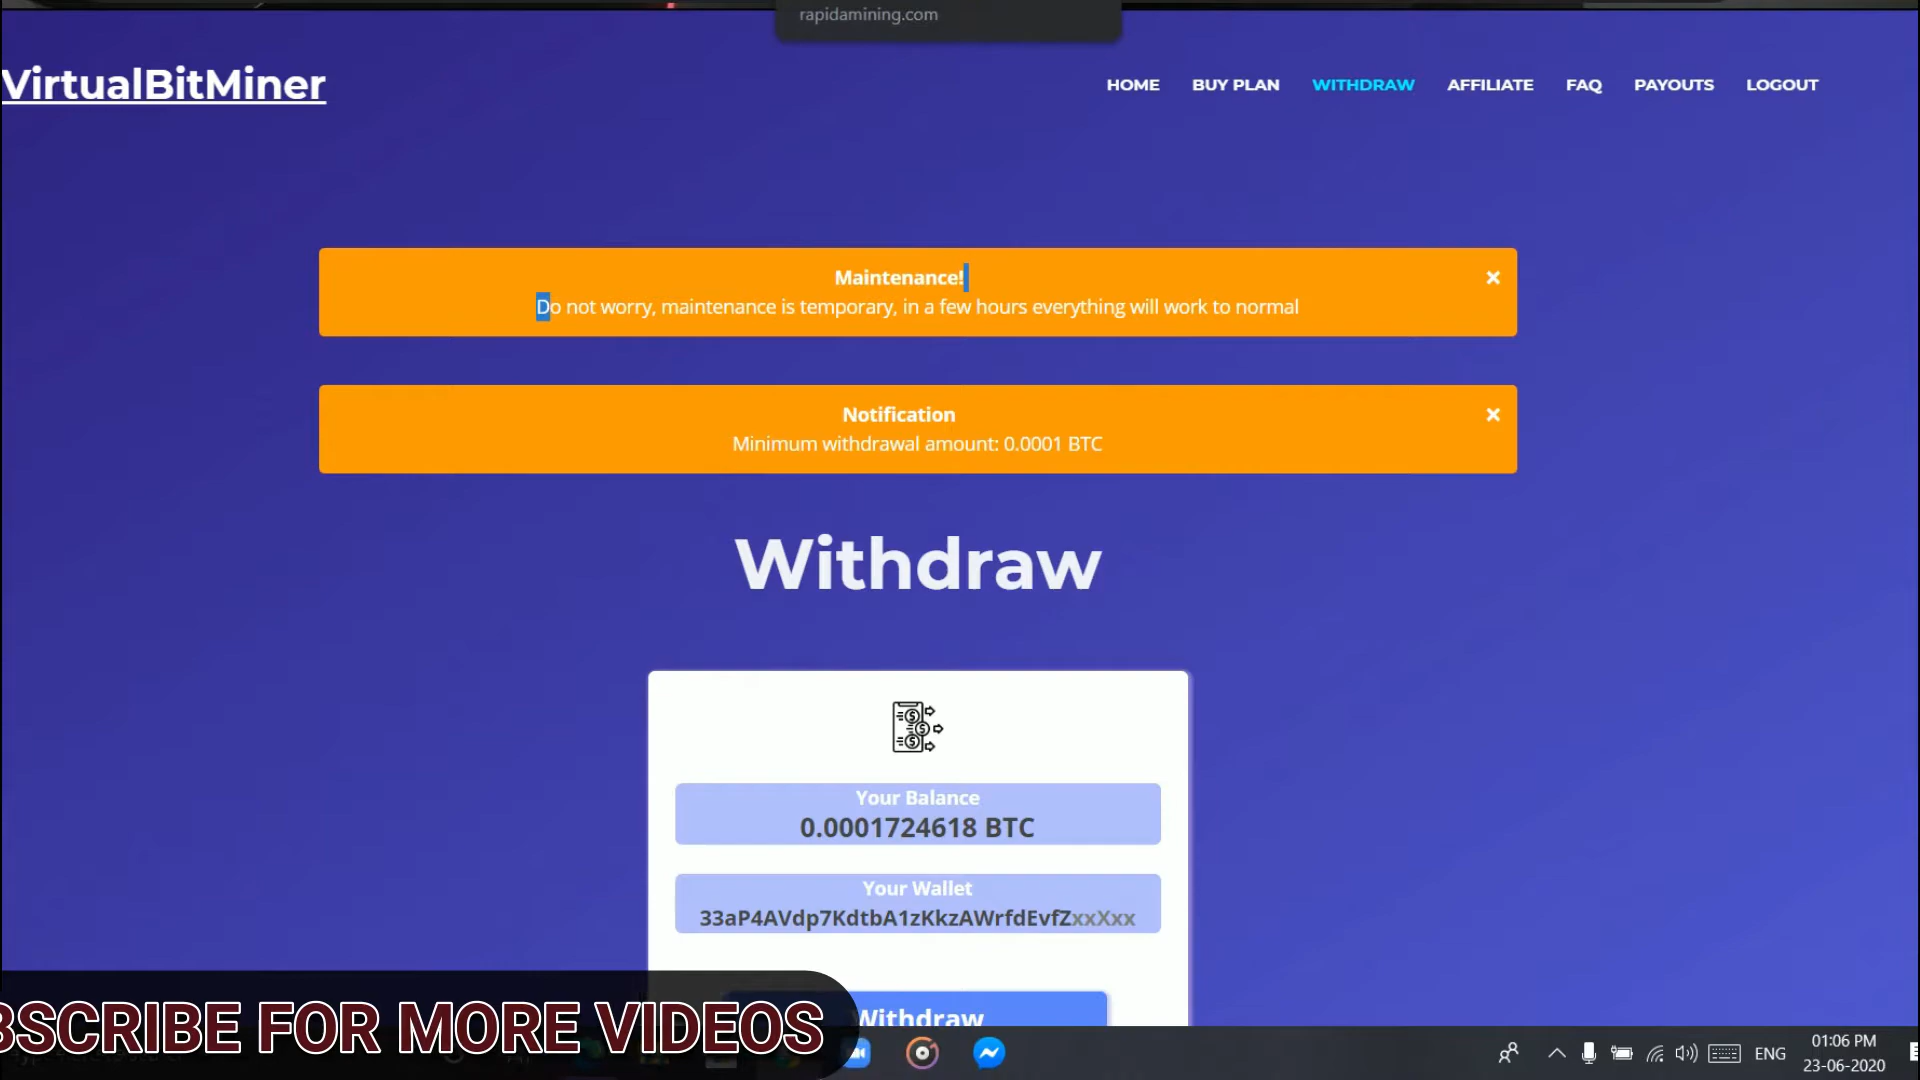 rapidamining.com
VirtualBitMiner
HOME BUY PLAN WITHDRAW AFFILIATE FAQ PAYOUTS LOGOUT
Maintenance!
Do not worry, maintenance is temporary, in a few hours everything will work to normal
Notification
Minimum withdrawal amount: 0.0001 BTC
Withdraw
Your Balance
0.0001724618 BTC
Your Wallet
33aP4AVdp7KdtbA1zKkzAWrfdEvfZxxXxx
Withdraw
BSCRIBE FOR MORE VIDEOS
ENG
01:06 PM
23-06-2020